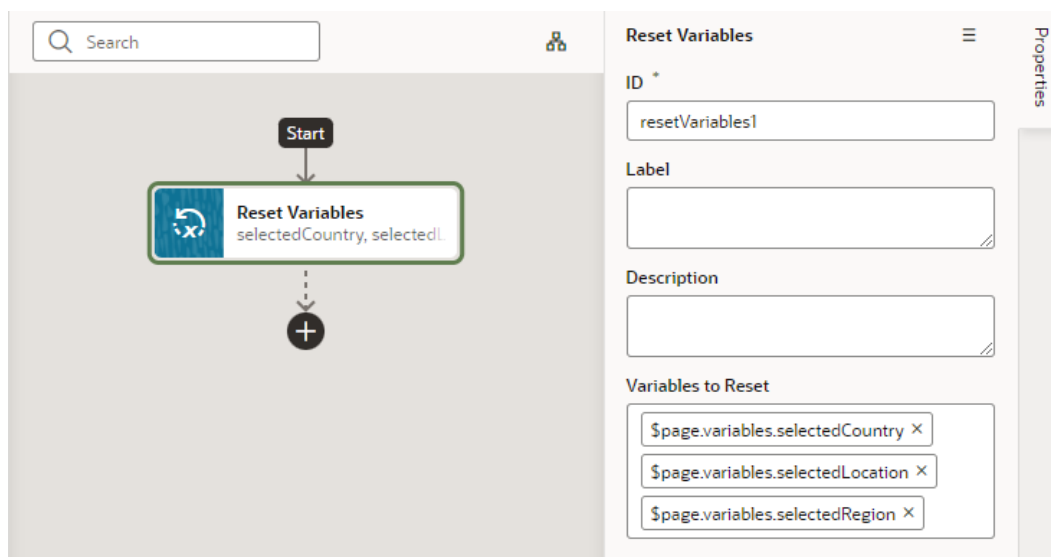 Search
Start
Reset Variables
selectedCountry, selectedL
Reset Variables
ID *
resetVariables1
Label
Description
Variables to Reset
$page.variables.selectedCountry ×
$page.variables.selectedLocation ×
$page.variables.selectedRegion ×
Properties